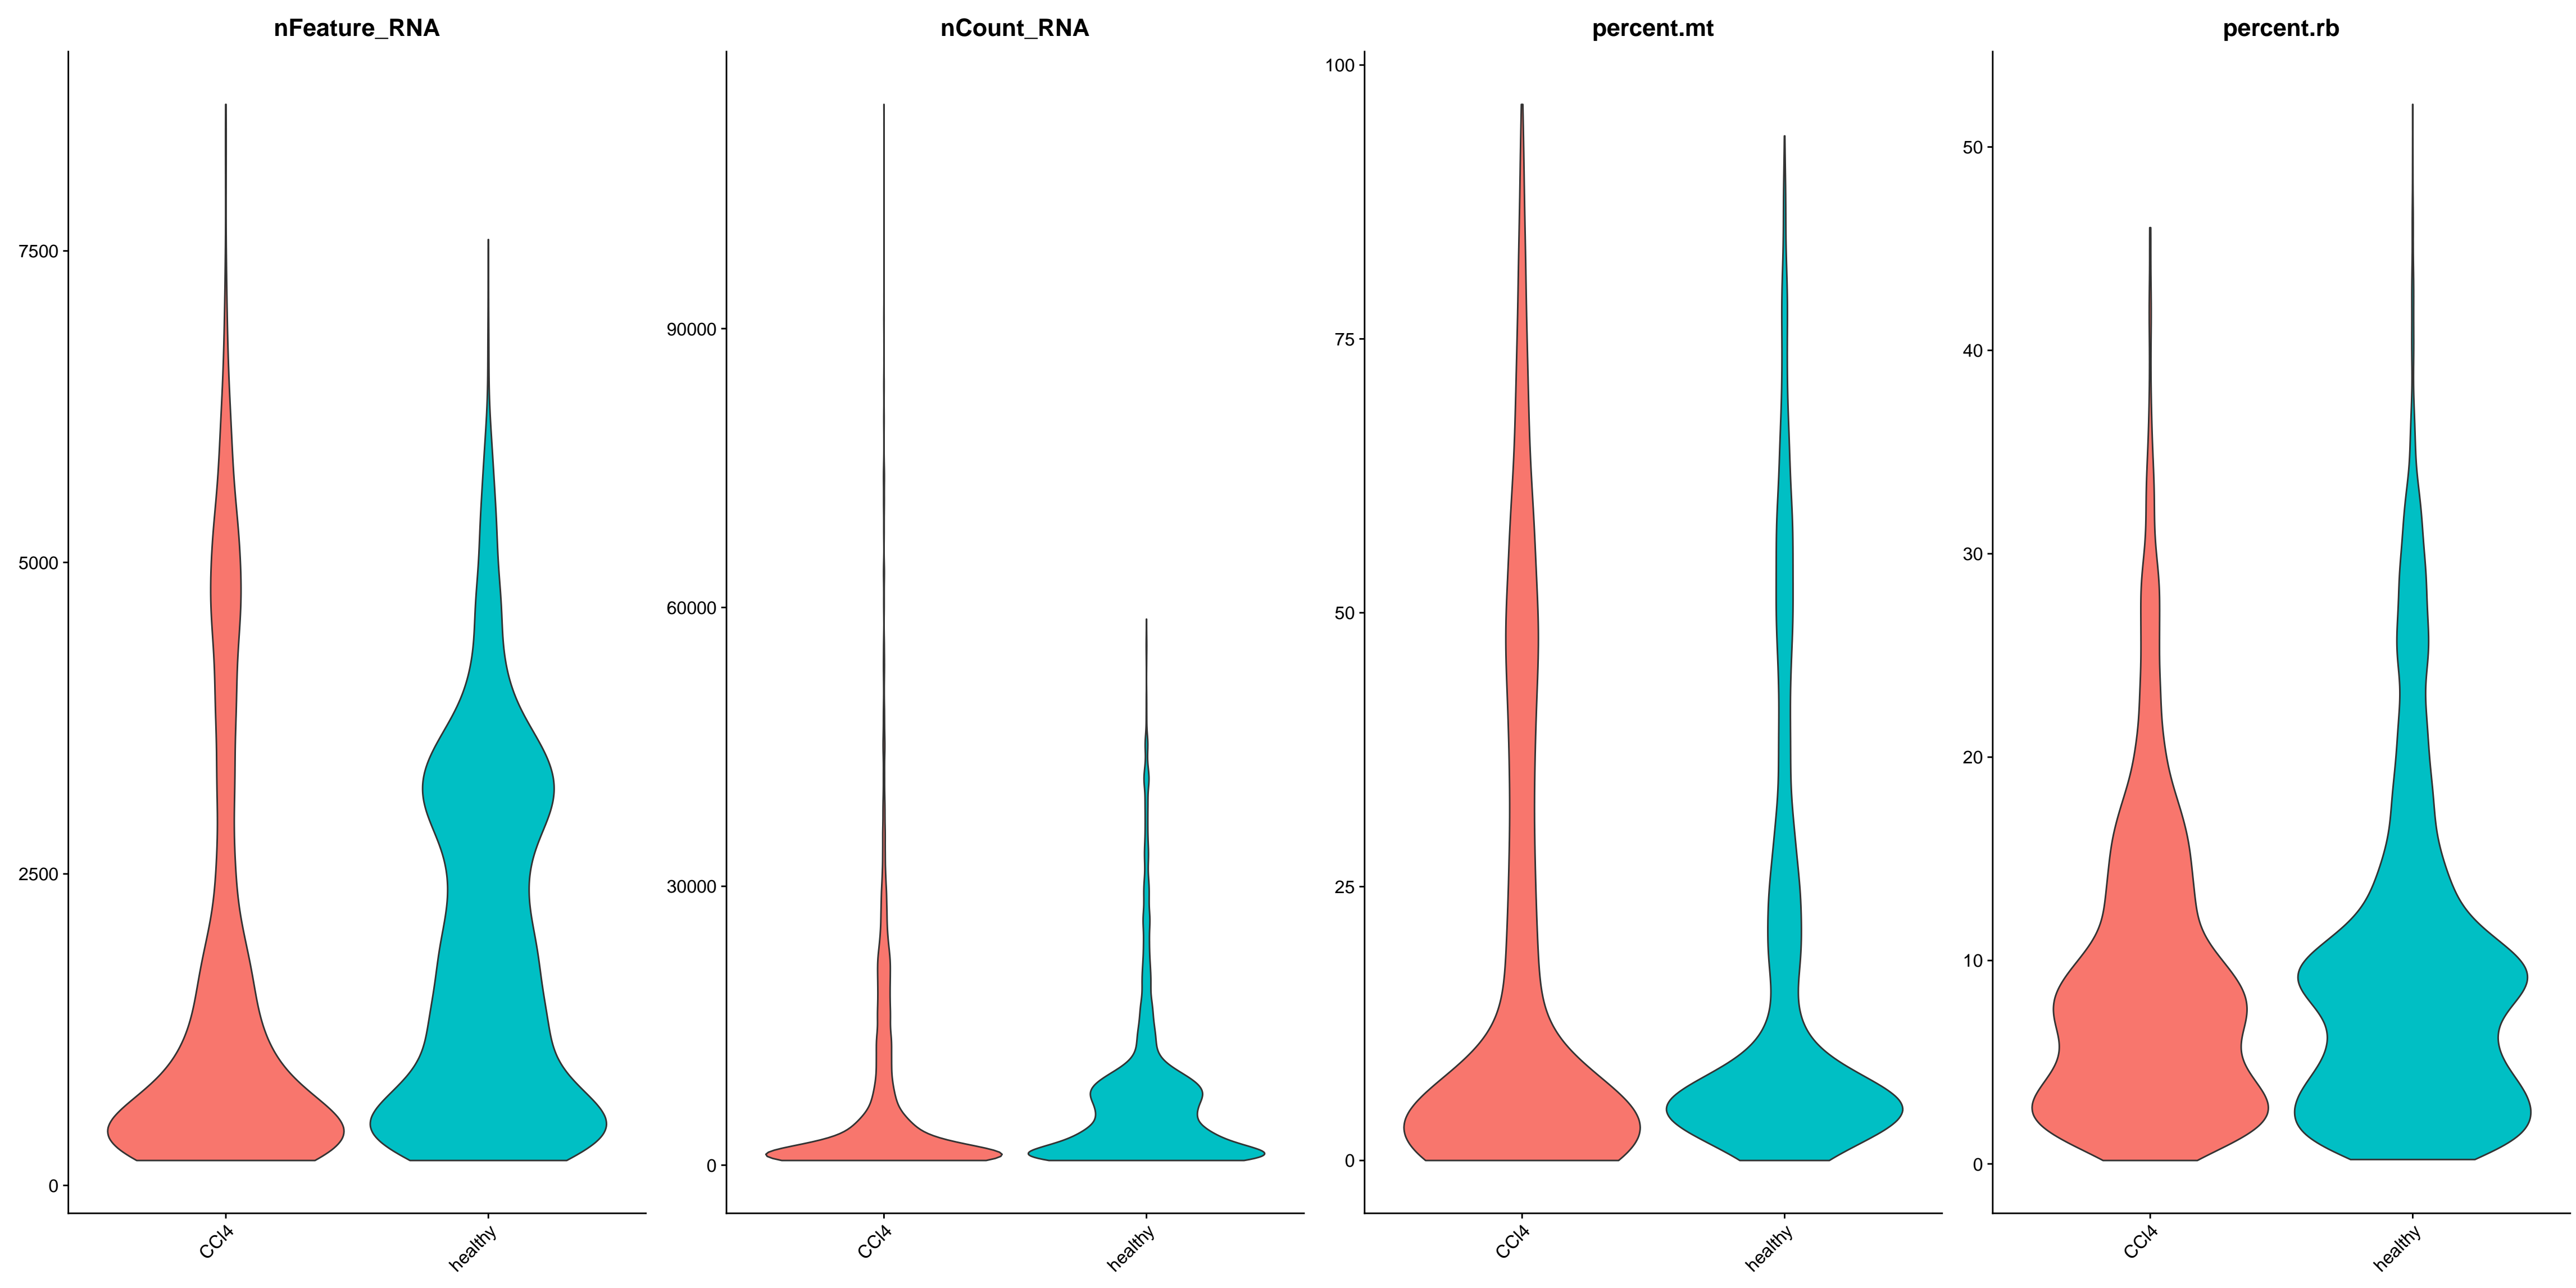 nFeature_RNA
7500
5000
2500
0
CCl4
healthy
nCount_RNA
90000
60000
30000
0
CCl4
healthy
percent.mt
100
75
50
25
0
CCl4
healthy
percent.rb
50
40
30
20
10
0
CCl4
healthy